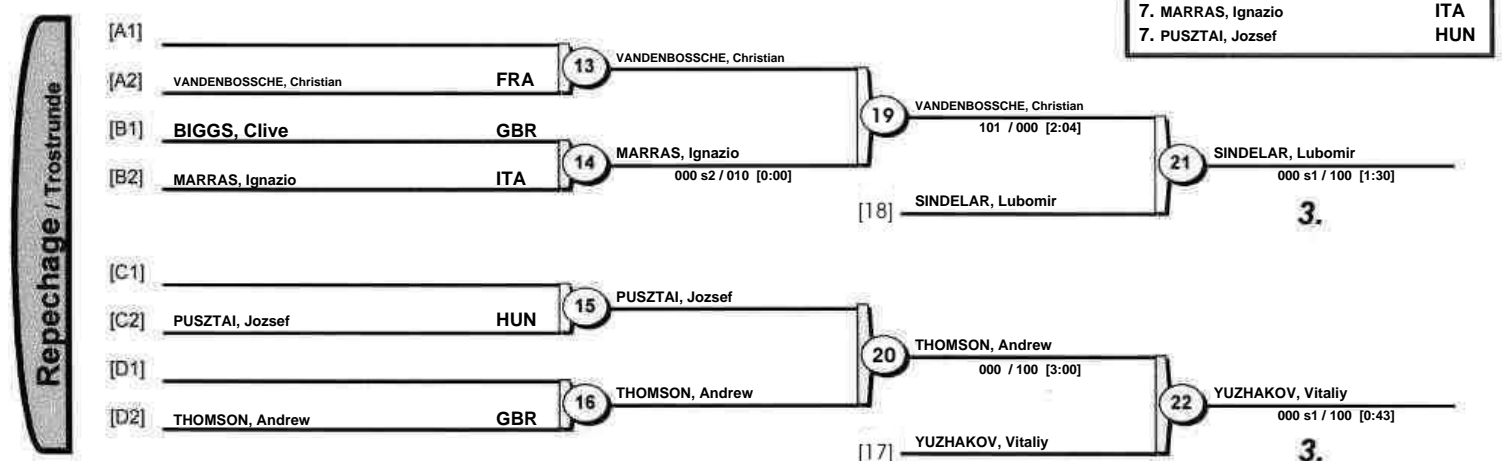 7. MARRAS, Ignazio ITA
7. PUSZTAI, Jozsef HUN
Repechage / Trostrunde
[A1]
[A2] VANDENBOSSCHE, Christian FRA
13
VANDENBOSSCHE, Christian
[B1] BIGGS, Clive GBR
[B2] MARRAS, Ignazio ITA
14
MARRAS, Ignazio
000 s2 / 010 [0:00]
19
VANDENBOSSCHE, Christian
101 / 000 [2:04]
[18] SINDELAR, Lubomir
21
SINDELAR, Lubomir
000 s1 / 100 [1:30]
3.
[C1]
[C2] PUSZTAI, Jozsef HUN
15
PUSZTAI, Jozsef
[D1]
[D2] THOMSON, Andrew GBR
16
THOMSON, Andrew
20
THOMSON, Andrew
000 / 100 [3:00]
[17] YUZHAKOV, Vitaliy
22
YUZHAKOV, Vitaliy
000 s1 / 100 [0:43]
3.